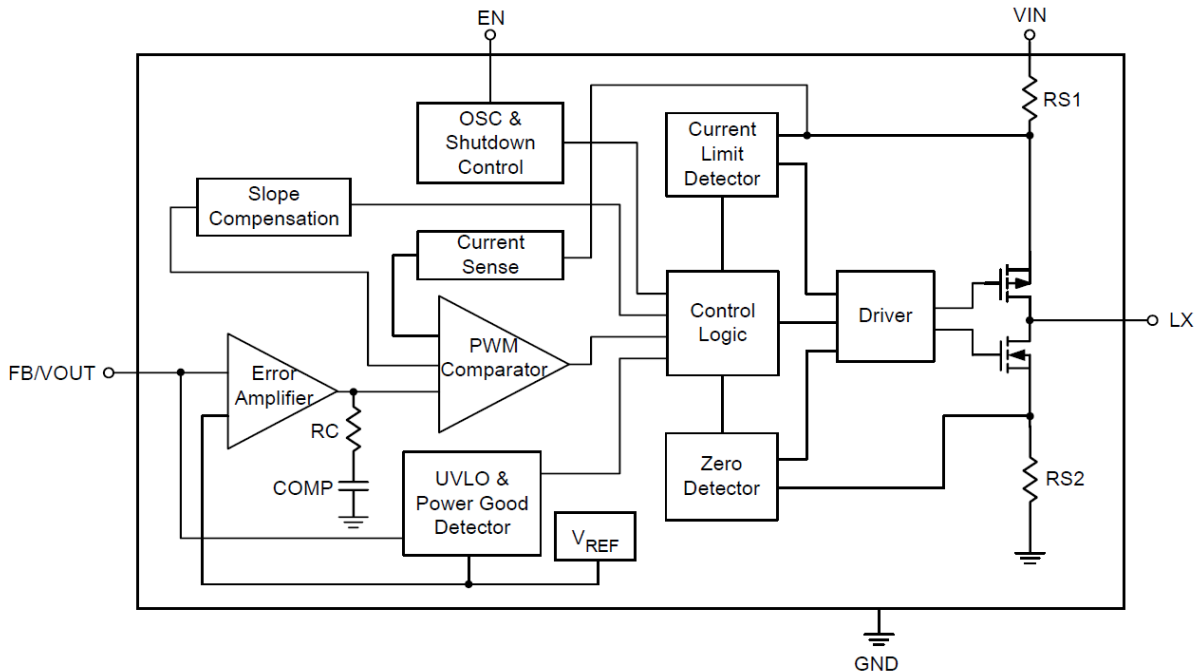 EN
VIN
RS1
OSC &
Shutdown
Control
Current
Limit
Detector
Slope
Compensation
Current
Sense
Control
Logic
Driver
LX
FB/VOUT
Error
Amplifier
PWM
Comparator
RC
COMP
UVLO &
Power Good
Detector
VREF
Zero
Detector
RS2
GND